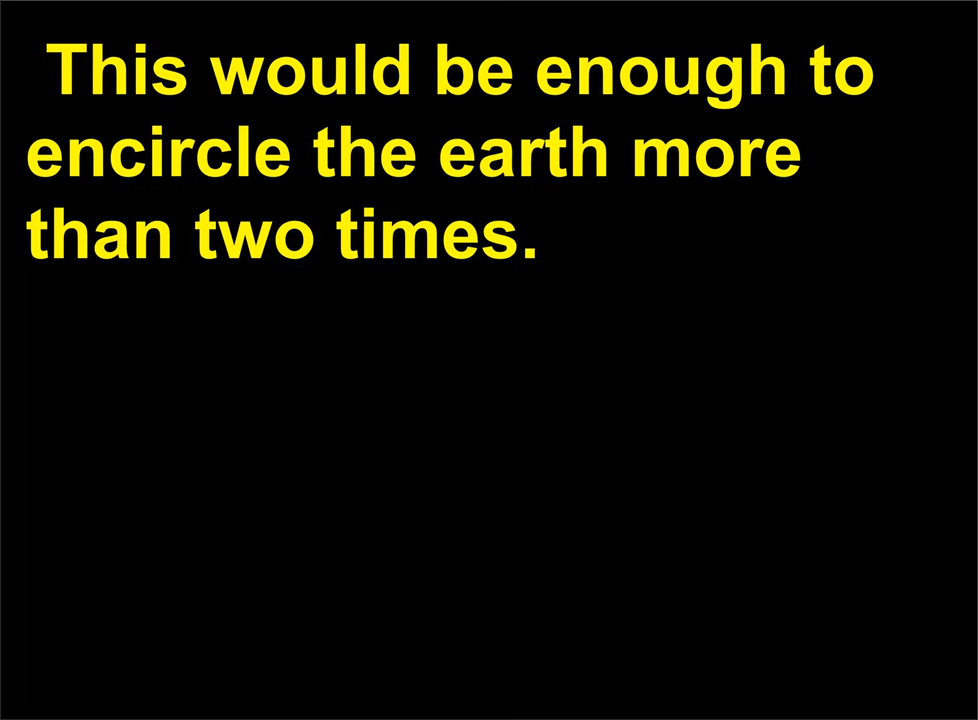 This would be enough to
encircle the earth more
than two times.